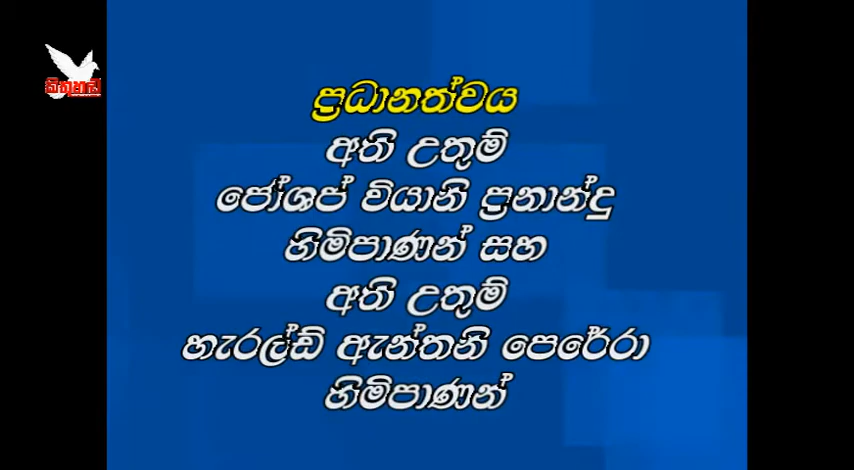 කිතුනුවි
ප්‍රධානත්වය
අති උතුම්
ජෝශප් වියානි ප්‍රනාන්දු
හිමිපාණන් සහ
අති උතුම්
හැරල්ඩ් ඇන්තනි පෙරේරා
හිමිපාණන්